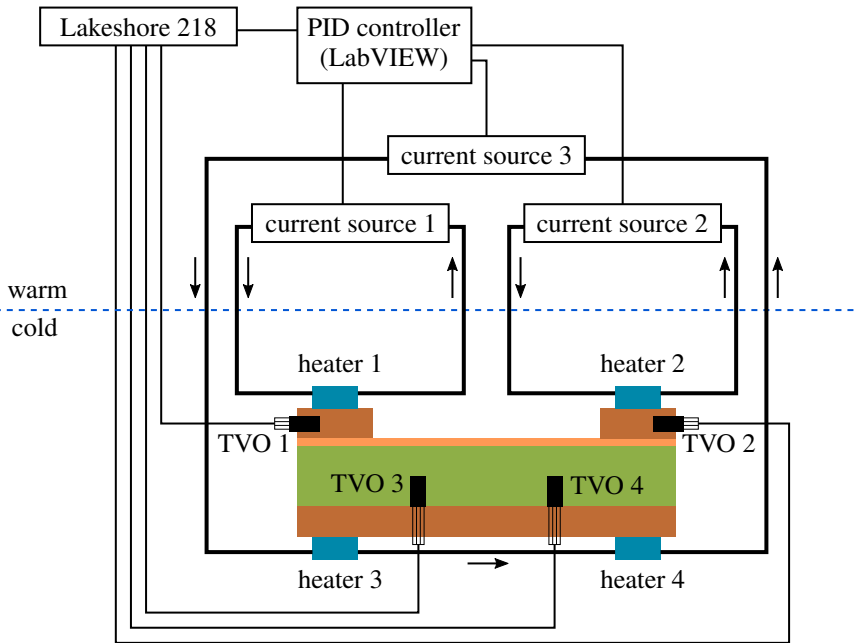 Lakeshore 218
PID controller
(LabVIEW)
current source 3
current source 1
current source 2
warm
cold
heater 1
heater 2
TVO 1
TVO 2
TVO 3
TVO 4
heater 3
heater 4